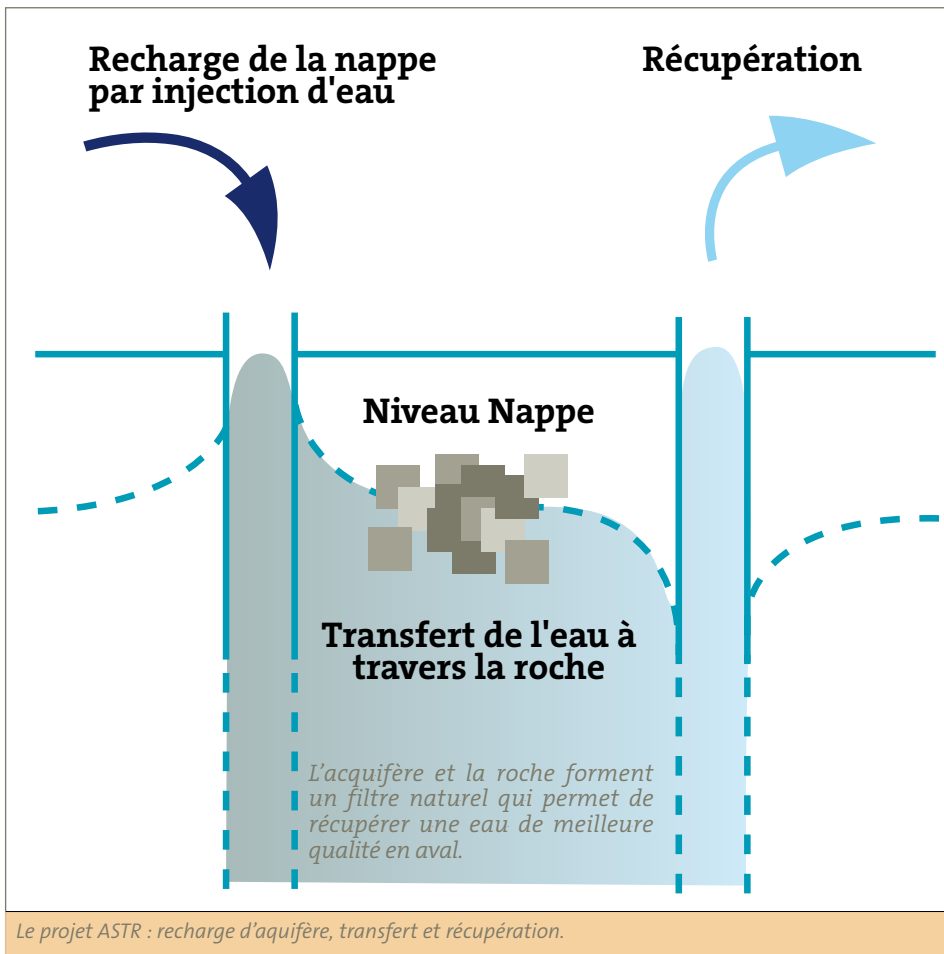 Recharge de la nappe
par injection d'eau
Récupération
Niveau Nappe
Transfert de l'eau à
travers la roche
L’acquifère et la roche forment
un filtre naturel qui permet de
récupérer une eau de meilleure
qualité en aval.
Le projet ASTR : recharge d’aquifère, transfert et récupération.